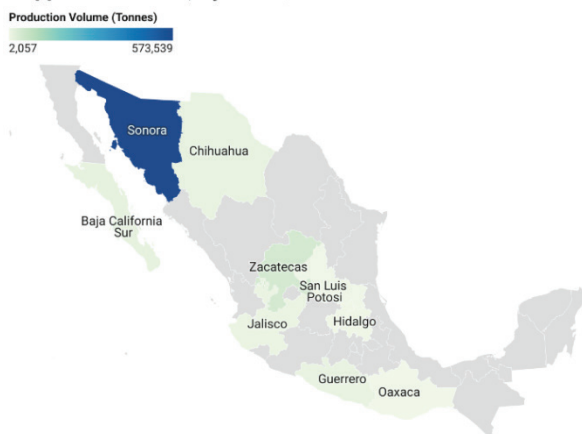 Production Volume (Tonnes)
2,057 573,539
Sonora
Chihuahua
Baja California
Sur
Zacatecas
San Luis
Potosi
Jalisco
Hidalgo
Guerrero
Oaxaca